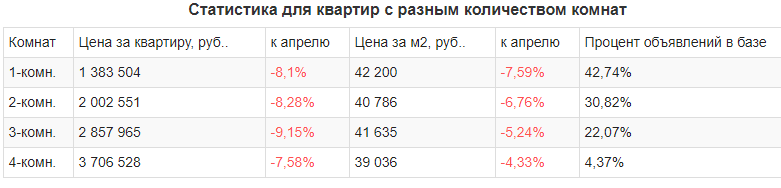 Статистика для квартир с разным количеством комнат
Комнат Цена за квартиру, руб.. к апрелю Цена за м2, руб.. к апрелю Процент объявлений в базе
1-комн. 1 383 504 -8,1% 42 200 -7,59% 42,74%
2-комн. 2 002 551 -8,28% 40 786 -6,76% 30,82%
3-комн. 2 857 965 -9,15% 41 635 -5,24% 22,07%
4-комн. 3 706 528 -7,58% 39 036 -4,33% 4,37%